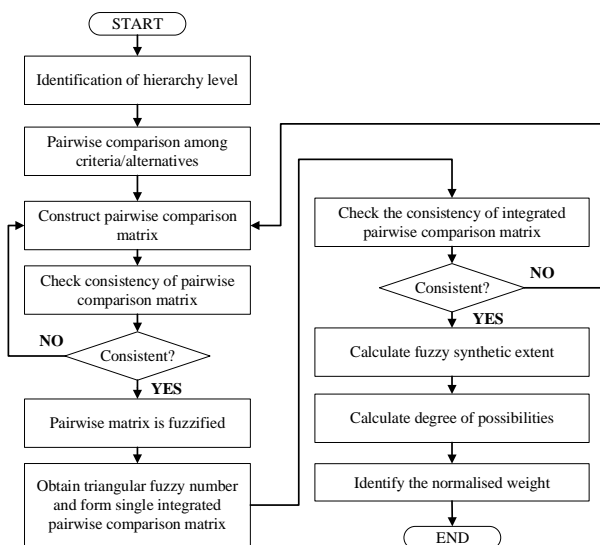 START
Identification of hierarchy level
Pairwise comparison among
criteria/alternatives
Construct pairwise comparison
matrix
Check consistency of pairwise
comparison matrix
NO
Consistent?
YES
Pairwise matrix is fuzzified
Obtain triangular fuzzy number
and form single integrated
pairwise comparison matrix
Check the consistency of integrated
pairwise comparison matrix
NO
Consistent?
YES
Calculate fuzzy synthetic extent
Calculate degree of possibilities
Identify the normalised weight
END